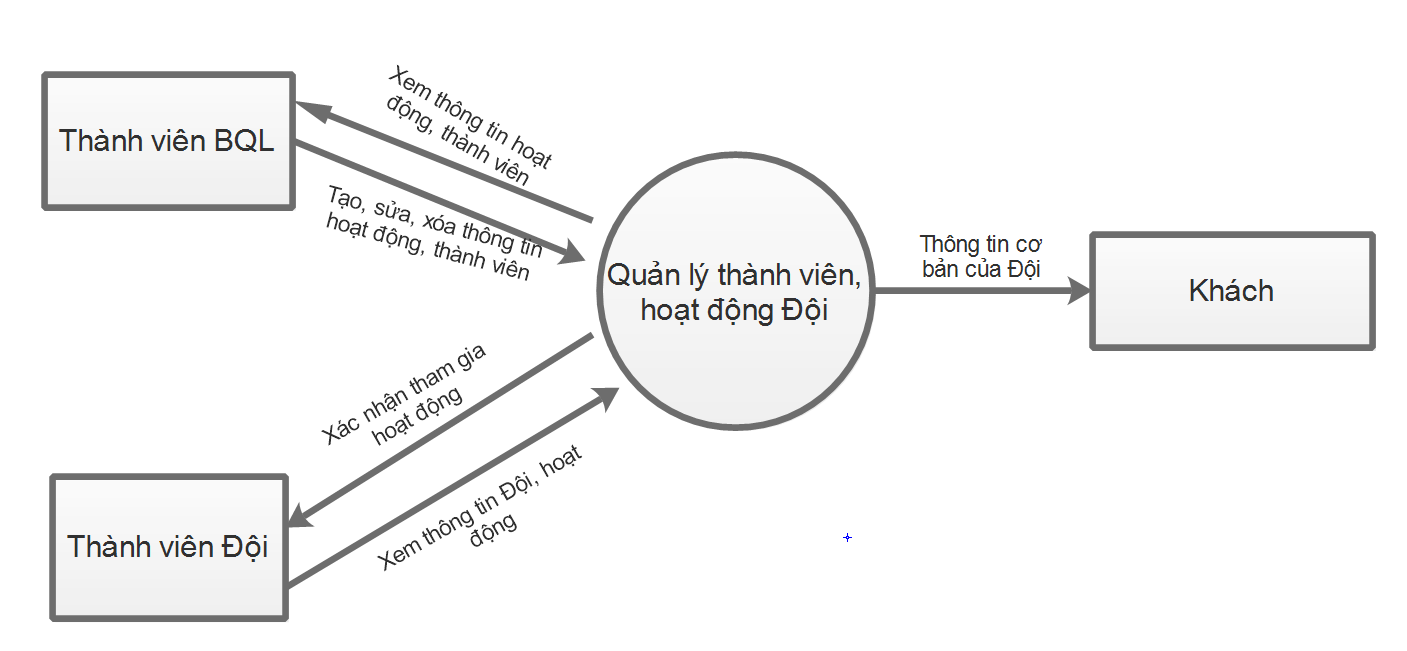 Thành viên BQL
Xem thông tin hoạt
động, thành viên
Tạo, sửa, xóa thông tin
hoạt động, thành viên
Quản lý thành viên,
hoạt động Đội
Thông tin cơ
bản của Đội
Khách
Xác nhận tham gia
hoạt động
Xem thông tin Đội, hoạt
động
Thành viên Đội